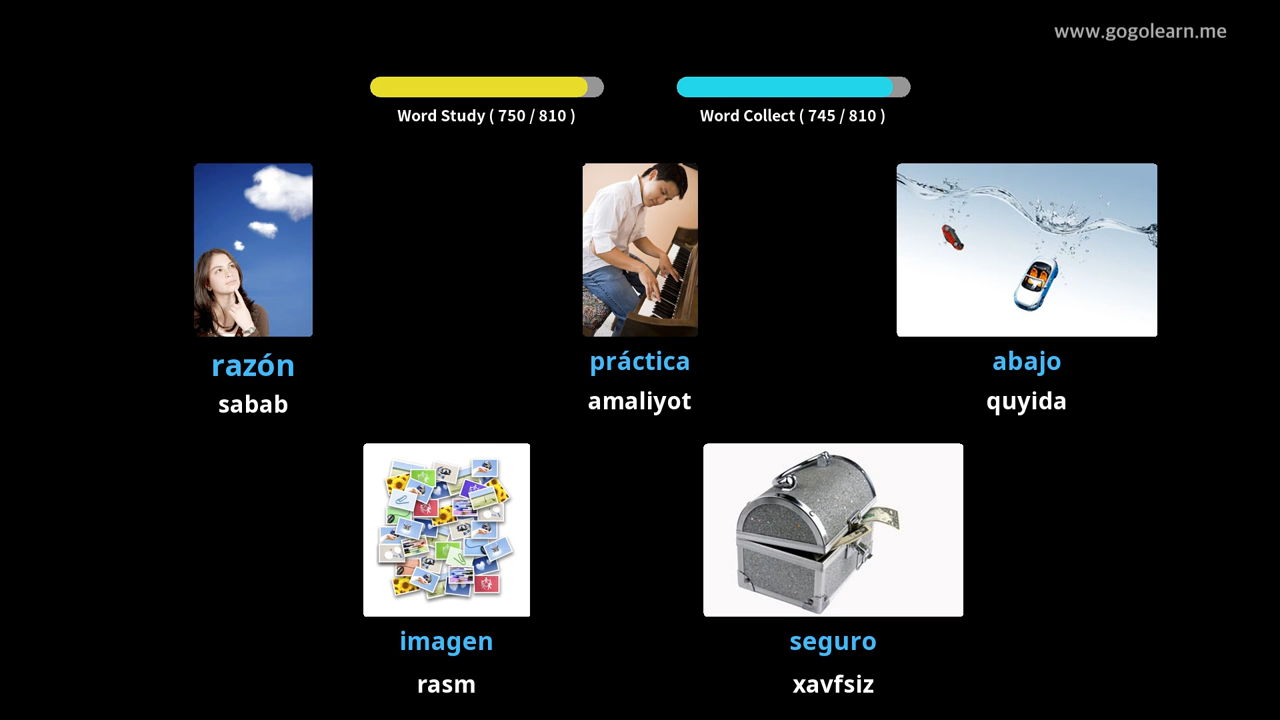 www.gogolearn.me
Word Study ( 750 / 810 )
Word Collect ( 745 / 810 )
razón
sabab
práctica
amaliyot
abajo
quyida
imagen
rasm
seguro
xavfsiz